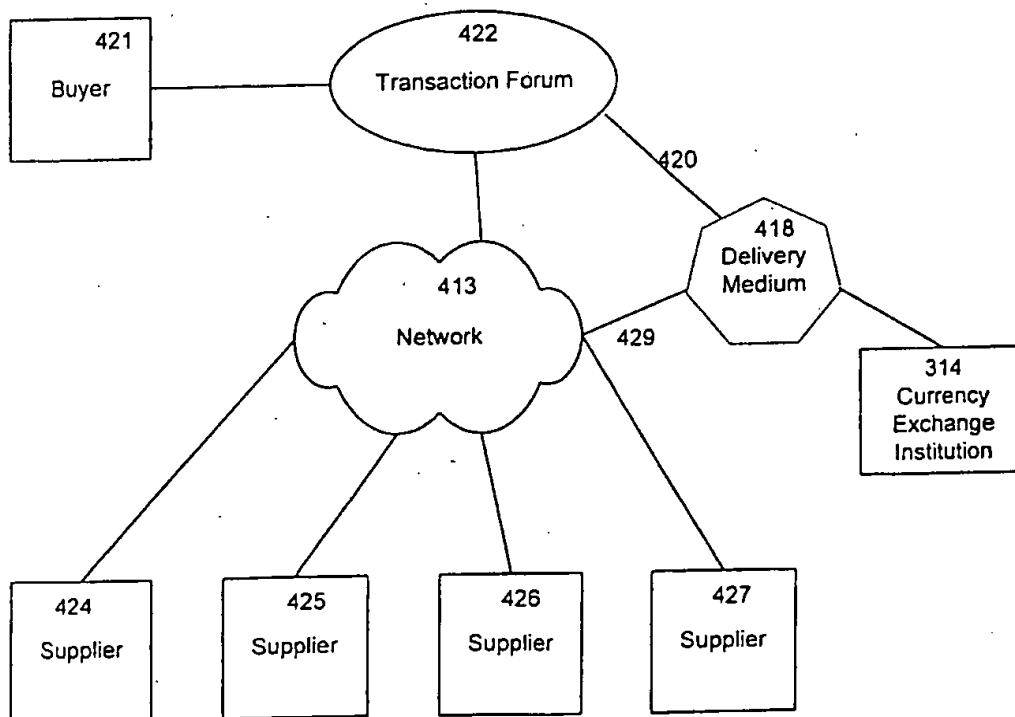 421
Buyer
422
Transaction Forum
420
418
Delivery
Medium
413
Network
429
314
Currency
Exchange
Institution
424
Supplier
425
Supplier
426
Supplier
427
Supplier